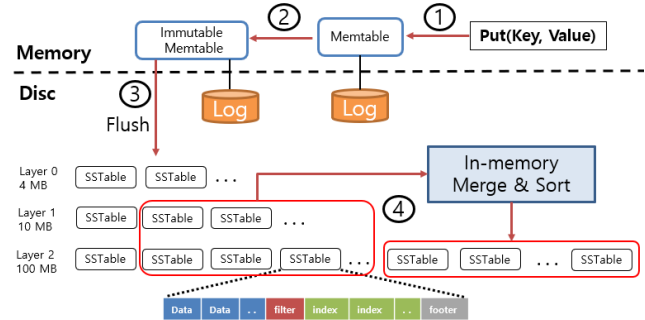 ① Put(Key, Value)
② Immutable
Memtable
Memtable
Memory
Disc
③
Flush
Log
Log
Layer 0
4 MB
SSTable SSTable ...
In-memory
Merge & Sort
④
Layer 1
10 MB
SSTable SSTable SSTable ...
Layer 2
100 MB
SSTable SSTable SSTable SSTable ...
SSTable SSTable ... SSTable
Data Data .. filter index index .. footer